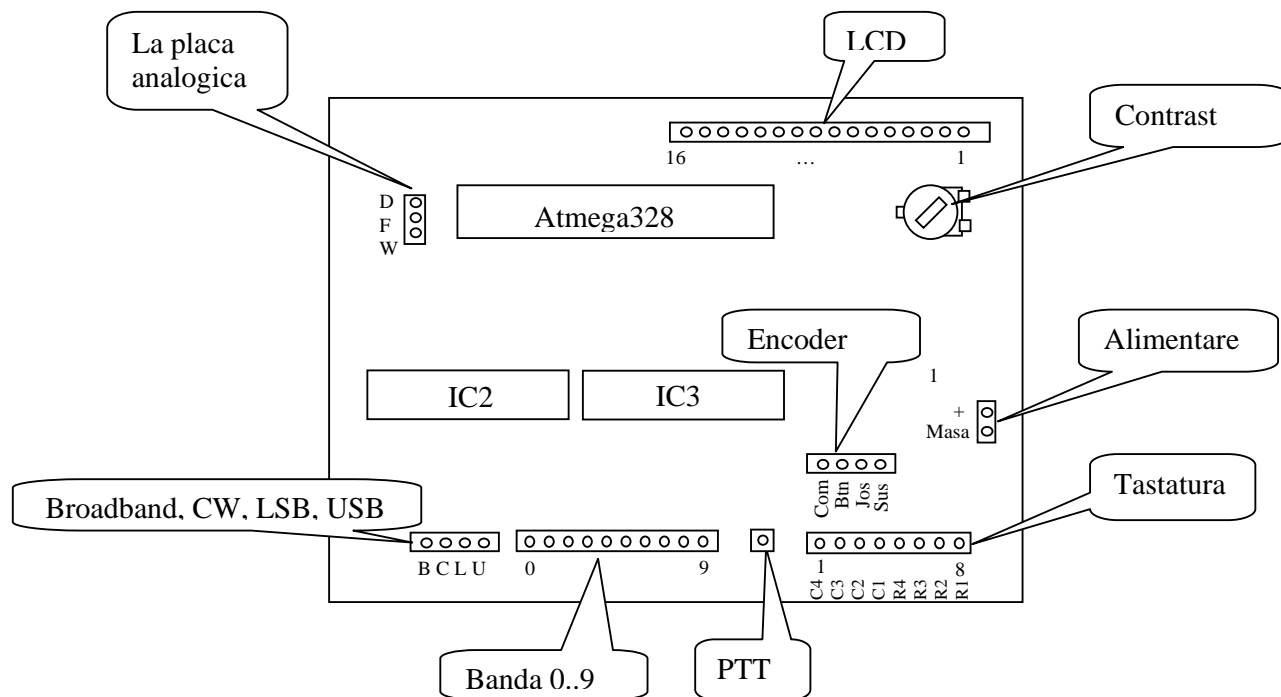 La placa
analogica
LCD
Contrast
16 ... 1
D
F
W
Atmega328
Encoder
Alimentare
1
IC2
IC3
+
Masa
Com
Btn
Jos
Sus
Broadband, CW, LSB, USB
Tastatura
B C L U
0 9
1 8
C4
C3
C2
C1
R4
R3
R2
R1
Banda 0..9
PTT